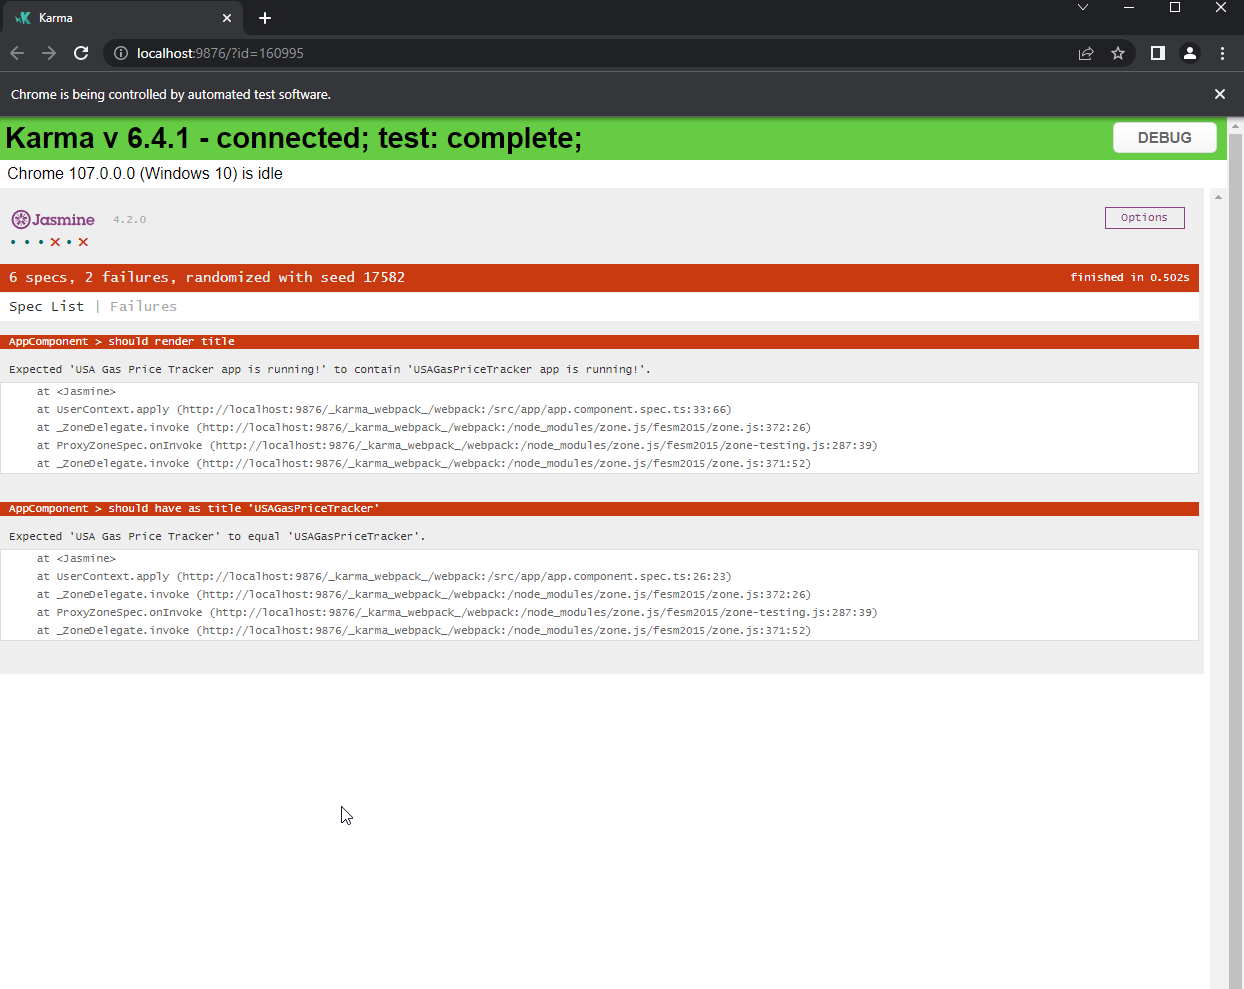 Karma
localhost:9876/?id=160995
Chrome is being controlled by automated test software.
Karma v 6.4.1 - connected; test: complete;
DEBUG
Chrome 107.0.0.0 (Windows 10) is idle
Jasmine 4.2.0
Options
6 specs, 2 failures, randomized with seed 17582
finished in 0.502s
Spec List | Failures
AppComponent > should render title
Expected 'USA Gas Price Tracker app is running!' to contain 'USAGasPriceTracker app is running!'.
at <Jasmine>
at UserContext.apply (http://localhost:9876/_karma_webpack_/webpack:/src/app/app.component.spec.ts:33:66)
at _ZoneDelegate.invoke (http://localhost:9876/_karma_webpack_/webpack:/node_modules/zone.js/fesm2015/zone.js:372:26)
at ProxyZoneSpec.onInvoke (http://localhost:9876/_karma_webpack_/webpack:/node_modules/zone.js/fesm2015/zone-testing.js:287:39)
at _ZoneDelegate.invoke (http://localhost:9876/_karma_webpack_/webpack:/node_modules/zone.js/fesm2015/zone.js:371:52)
AppComponent > should have as title 'USAGasPriceTracker'
Expected 'USA Gas Price Tracker' to equal 'USAGasPriceTracker'.
at <Jasmine>
at UserContext.apply (http://localhost:9876/_karma_webpack_/webpack:/src/app/app.component.spec.ts:26:23)
at _ZoneDelegate.invoke (http://localhost:9876/_karma_webpack_/webpack:/node_modules/zone.js/fesm2015/zone.js:372:26)
at ProxyZoneSpec.onInvoke (http://localhost:9876/_karma_webpack_/webpack:/node_modules/zone.js/fesm2015/zone-testing.js:287:39)
at _ZoneDelegate.invoke (http://localhost:9876/_karma_webpack_/webpack:/node_modules/zone.js/fesm2015/zone.js:371:52)